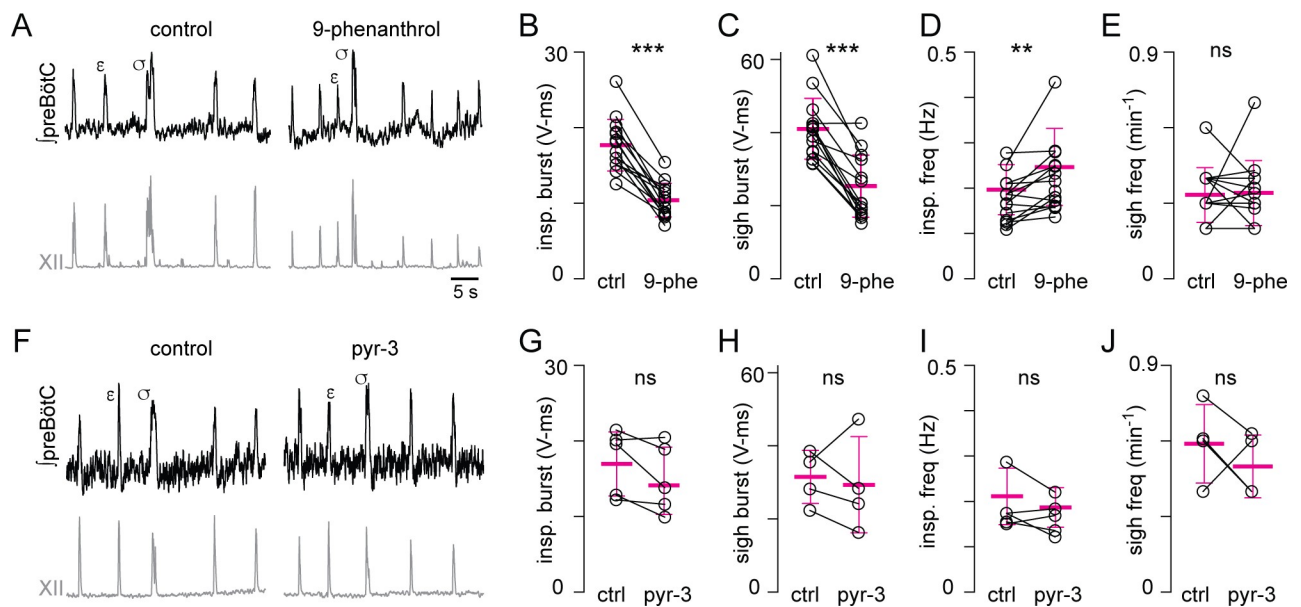 A
control
9-phenanthrol
ε
σ
ε
σ
∫preBötC
XII
5 s
B
30
***
insp. burst (V-ms)
0
ctrl
9-phe
C
60
***
sigh burst (V-ms)
0
ctrl
9-phe
D
0.5
**
insp. freq (Hz)
0
ctrl
9-phe
E
0.9
ns
sigh freq (min⁻¹)
0
ctrl
9-phe
F
control
pyr-3
ε
σ
ε
σ
∫preBötC
XII
G
30
ns
insp. burst (V-ms)
0
ctrl
pyr-3
H
60
ns
sigh burst (V-ms)
0
ctrl
pyr-3
I
0.5
ns
insp. freq (Hz)
0
ctrl
pyr-3
J
0.9
ns
sigh freq (min⁻¹)
0
ctrl
pyr-3